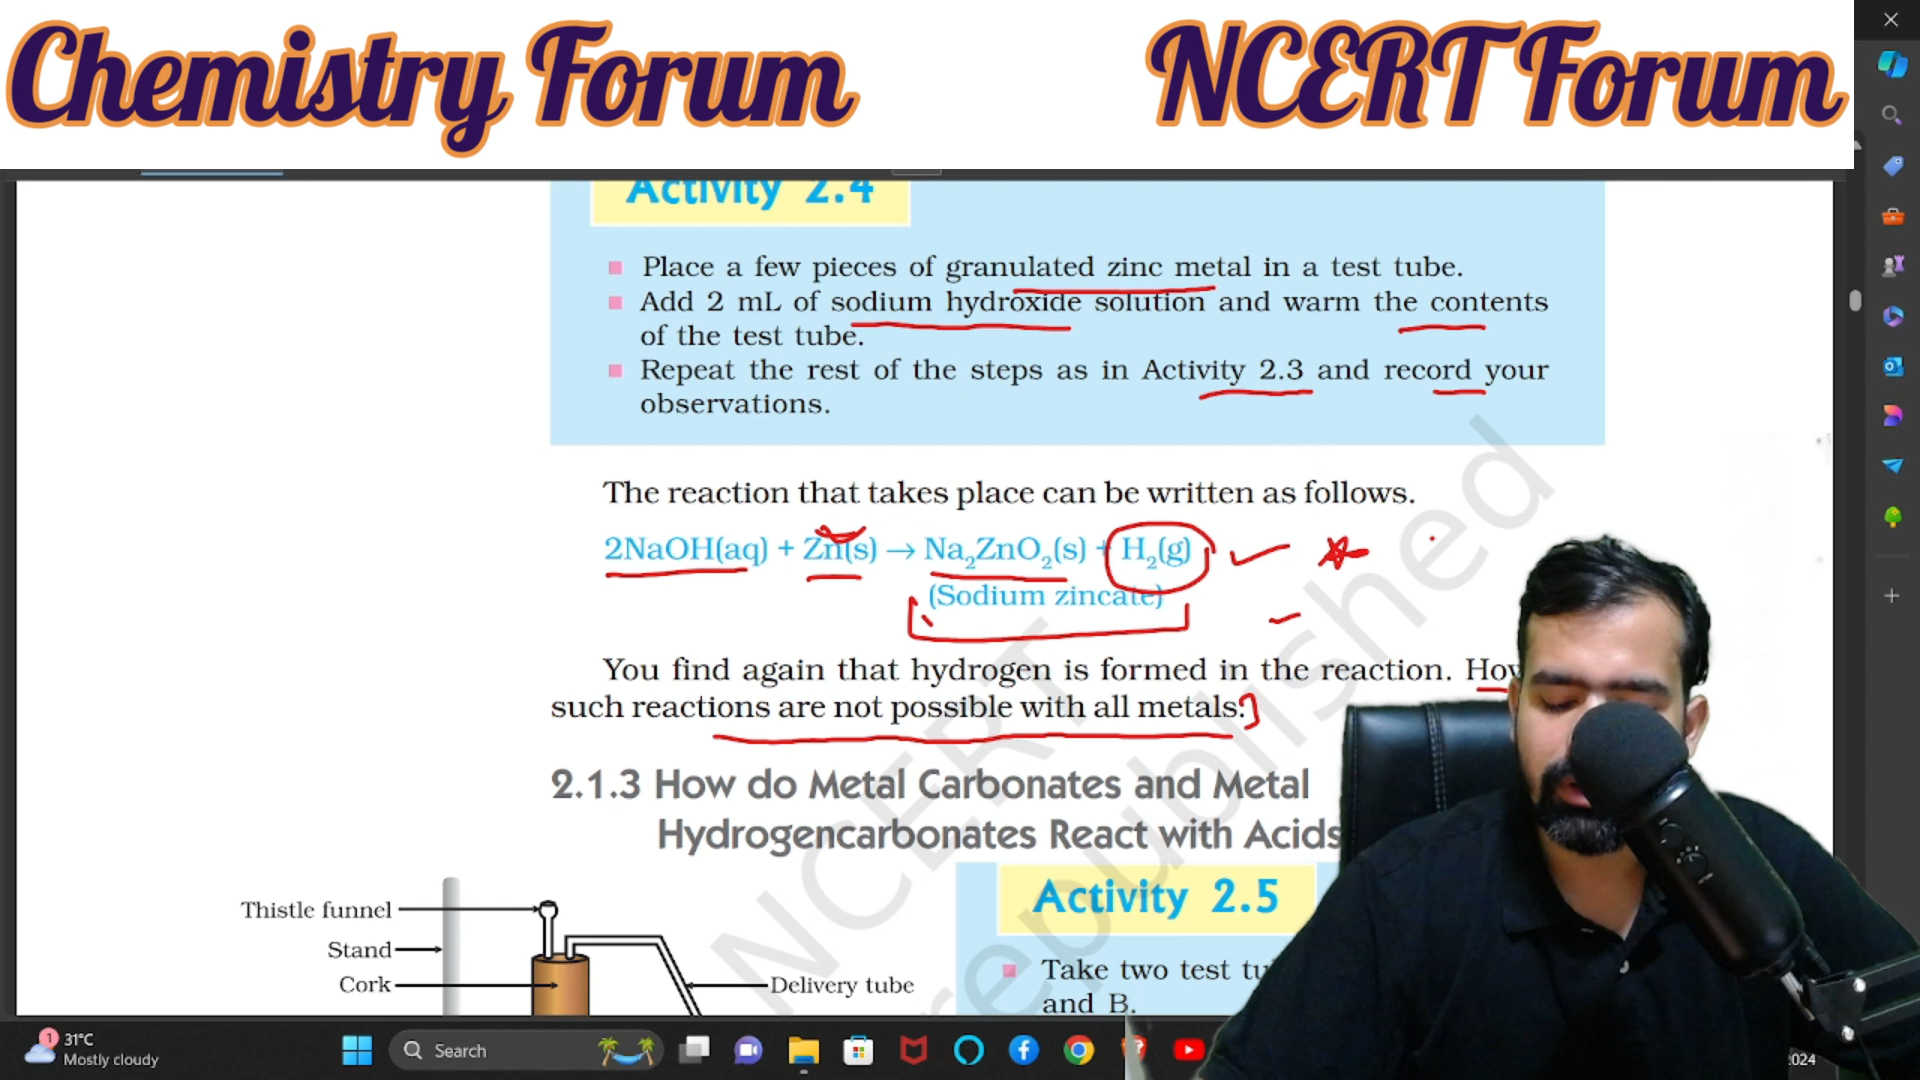 Chemistry Forum
NCERT Forum
Activity 2.4
Place a few pieces of granulated zinc metal in a test tube.
Add 2 mL of sodium hydroxide solution and warm the contents
of the test tube.
Repeat the rest of the steps as in Activity 2.3 and record your
observations.
The reaction that takes place can be written as follows.
2NaOH(aq) + Zn(s) → Na₂ZnO₂(s) + H₂(g)
(Sodium zincate)
You find again that hydrogen is formed in the reaction. How
such reactions are not possible with all metals.
2.1.3 How do Metal Carbonates and Metal
Hydrogencarbonates React with Acids
Activity 2.5
Take two test tu
and B.
Thistle funnel
Stand
Cork
Delivery tube
NCERT
republished
1
31°C
Mostly cloudy
Search
2024